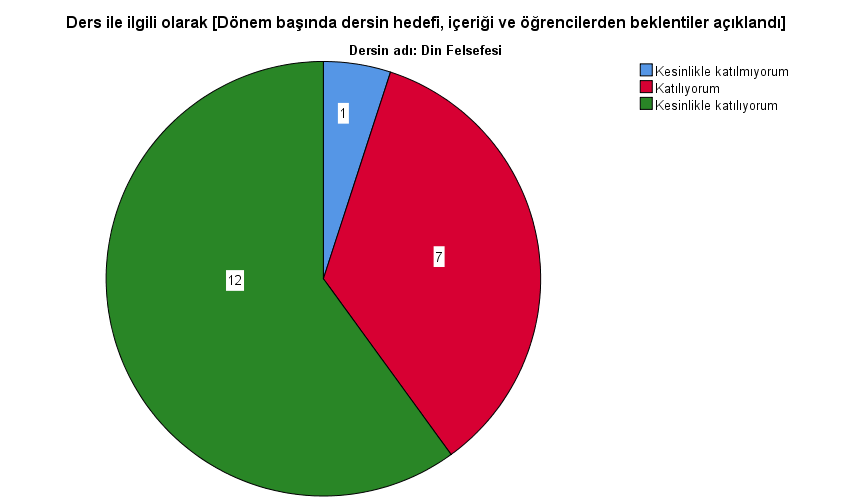 Ders ile ilgili olarak [Dönem başında dersin hedefi, içeriği ve öğrencilerden beklentiler açıklandı]
Dersin adı: Din Felsefesi
Kesinlikle katılmıyorum
Katılıyorum
Kesinlikle katılıyorum
1
7
12